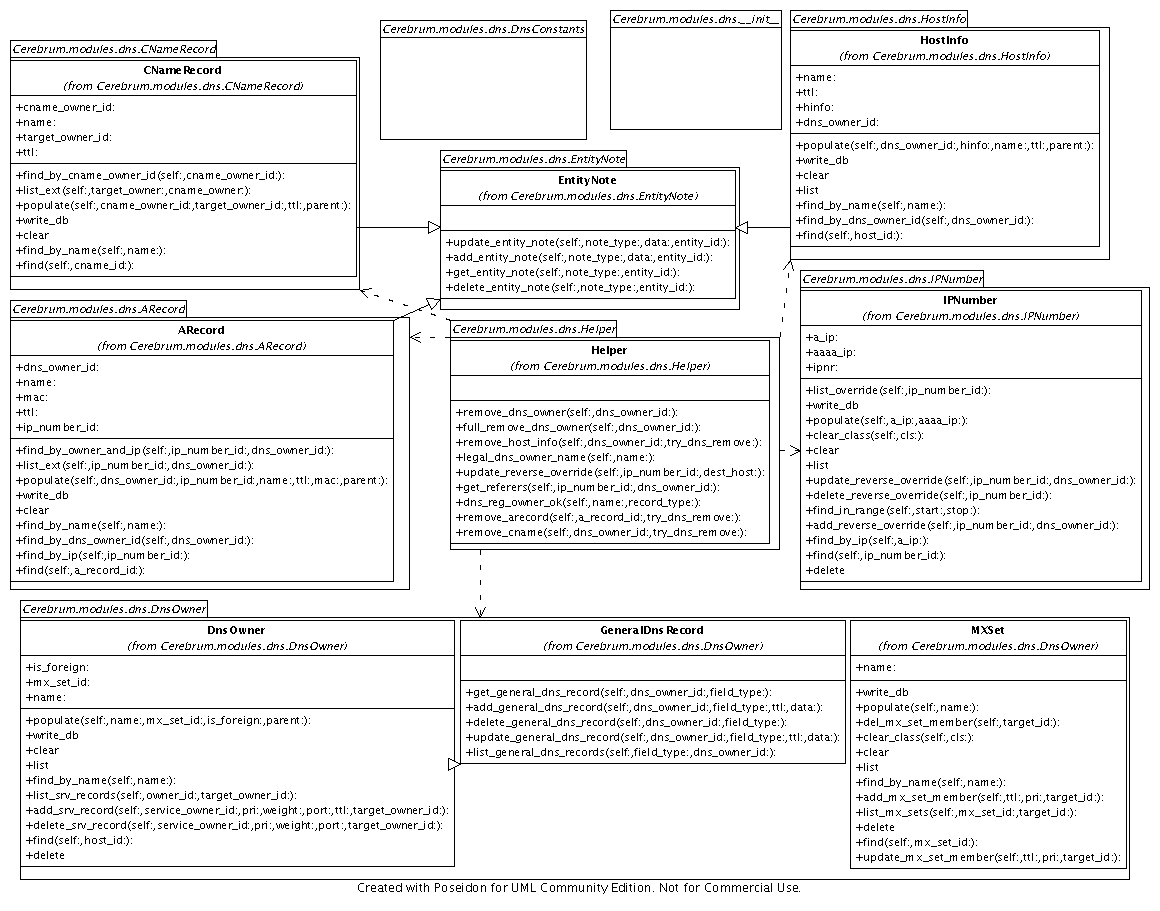 Cerebrum.modules.dns.CNameRecord
CNameRecord
(from Cerebrum.modules.dns.CNameRecord)
+cname_owner_id:
+name:
+target_owner_id:
+ttl:
+find_by_cname_owner_id(self:,cname_owner_id:):
+list_ext(self:,target_owner:,cname_owner:):
+populate(self:,cname_owner_id:,target_owner_id:,ttl:,parent:):
+write_db
+clear
+find_by_name(self:,name:):
+find(self:,cname_id:):
Cerebrum.modules.dns.DnsConstants
Cerebrum.modules.dns.__init__
Cerebrum.modules.dns.HostInfo
HostInfo
(from Cerebrum.modules.dns.HostInfo)
+name:
+ttl:
+hinfo:
+dns_owner_id:
+populate(self:,dns_owner_id:,hinfo:,name:,ttl:,parent:):
+write_db
+clear
+list
+find_by_name(self:,name:):
+find_by_dns_owner_id(self:,dns_owner_id:):
+find(self:,host_id:):
Cerebrum.modules.dns.EntityNote
EntityNote
(from Cerebrum.modules.dns.EntityNote)
+update_entity_note(self:,note_type:,data:,entity_id:):
+add_entity_note(self:,note_type:,data:,entity_id:):
+get_entity_note(self:,note_type:,entity_id:):
+delete_entity_note(self:,note_type:,entity_id:):
Cerebrum.modules.dns.ARecord
ARecord
(from Cerebrum.modules.dns.ARecord)
+dns_owner_id:
+name:
+mac:
+ttl:
+ip_number_id:
+find_by_owner_and_ip(self:,ip_number_id:,dns_owner_id:):
+list_ext(self:,ip_number_id:,dns_owner_id:):
+populate(self:,dns_owner_id:,ip_number_id:,name:,ttl:,mac:,parent:):
+write_db
+clear
+find_by_name(self:,name:):
+find_by_dns_owner_id(self:,dns_owner_id:):
+find_by_ip(self:,ip_number_id:):
+find(self:,a_record_id:):
Cerebrum.modules.dns.Helper
Helper
(from Cerebrum.modules.dns.Helper)
+remove_dns_owner(self:,dns_owner_id:):
+full_remove_dns_owner(self:,dns_owner_id:):
+remove_host_info(self:,dns_owner_id:,try_dns_remove:):
+legal_dns_owner_name(self:,name:):
+update_reverse_override(self:,ip_number_id:,dest_host:):
+get_referers(self:,ip_number_id:,dns_owner_id:):
+dns_reg_owner_ok(self:,name:,record_type:):
+remove_arecord(self:,a_record_id:,try_dns_remove:):
+remove_cname(self:,dns_owner_id:,try_dns_remove:):
Cerebrum.modules.dns.IPNumber
IPNumber
(from Cerebrum.modules.dns.IPNumber)
+a_ip:
+aaaa_ip:
+ipnr:
+list_override(self:,ip_number_id:):
+write_db
+populate(self:,a_ip:,aaaa_ip:):
+clear_class(self:,cls:):
+clear
+list
+update_reverse_override(self:,ip_number_id:,dns_owner_id:):
+delete_reverse_override(self:,ip_number_id:):
+find_in_range(self:,start:,stop:):
+add_reverse_override(self:,ip_number_id:,dns_owner_id:):
+find_by_ip(self:,a_ip:):
+find(self:,ip_number_id:):
+delete
Cerebrum.modules.dns.DnsOwner
DnsOwner
(from Cerebrum.modules.dns.DnsOwner)
+is_foreign:
+mx_set_id:
+name:
+populate(self:,name:,mx_set_id:,is_foreign:,parent:):
+write_db
+clear
+list
+find_by_name(self:,name:):
+list_srv_records(self:,owner_id:,target_owner_id:):
+add_srv_record(self:,service_owner_id:,pri:,weight:,port:,ttl:,target_owner_id:):
+delete_srv_record(self:,service_owner_id:,pri:,weight:,port:,target_owner_id:):
+find(self:,host_id:):
+delete
GeneralDnsRecord
(from Cerebrum.modules.dns.DnsOwner)
+get_general_dns_record(self:,dns_owner_id:,field_type:):
+add_general_dns_record(self:,dns_owner_id:,field_type:,ttl:,data:):
+delete_general_dns_record(self:,dns_owner_id:,field_type:):
+update_general_dns_record(self:,dns_owner_id:,field_type:,ttl:,data:):
+list_general_dns_records(self:,field_type:,dns_owner_id:):
MXSet
(from Cerebrum.modules.dns.DnsOwner)
+name:
+write_db
+populate(self:,name:):
+del_mx_set_member(self:,target_id:):
+clear_class(self:,cls:):
+clear
+list
+find_by_name(self:,name:):
+add_mx_set_member(self:,ttl:,pri:,target_id:):
+list_mx_sets(self:,mx_set_id:,target_id:):
+delete
+find(self:,mx_set_id:):
+update_mx_set_member(self:,ttl:,pri:,target_id:):
Created with Poseidon for UML Community Edition. Not for Commercial Use.